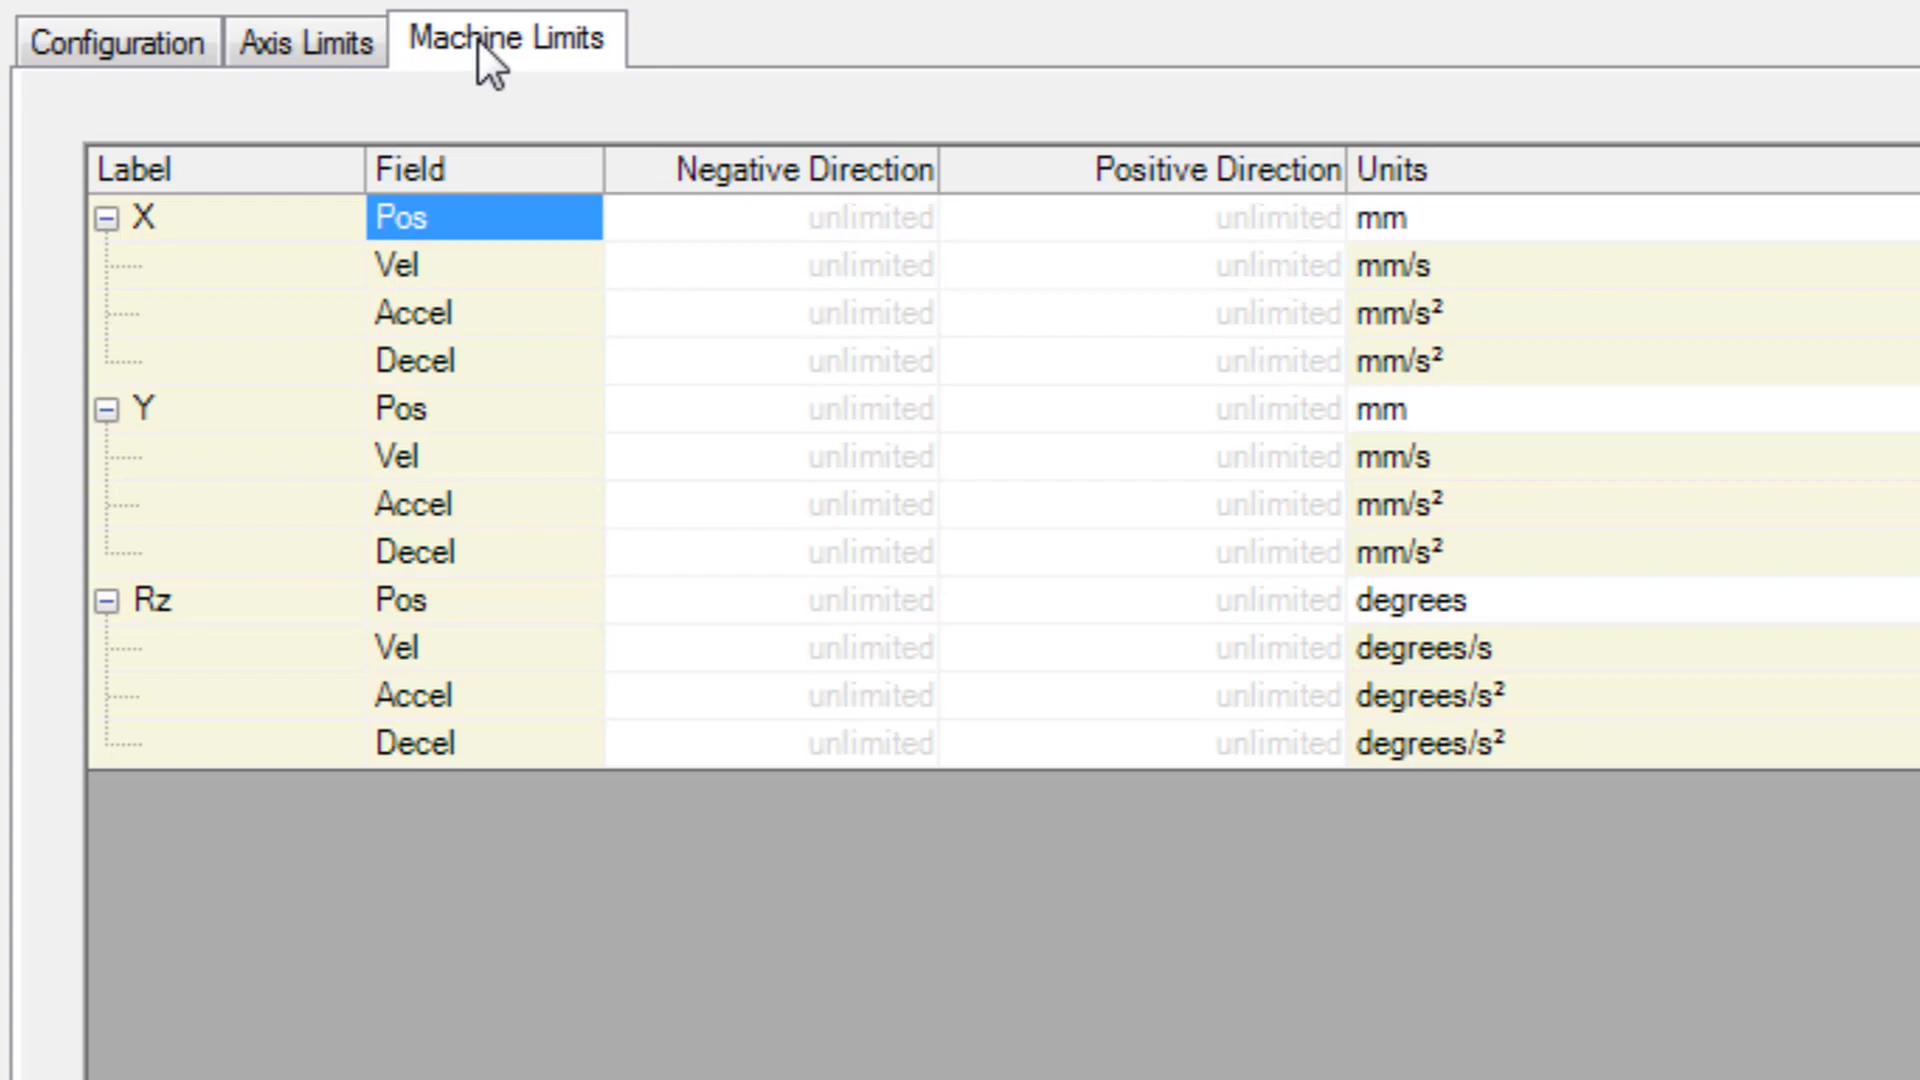 Configuration Axis Limits Machine Limits
Label Field Negative Direction Positive Direction Units
X Pos unlimited unlimited mm
Vel unlimited unlimited mm/s
Accel unlimited unlimited mm/s²
Decel unlimited unlimited mm/s²
Y Pos unlimited unlimited mm
Vel unlimited unlimited mm/s
Accel unlimited unlimited mm/s²
Decel unlimited unlimited mm/s²
Rz Pos unlimited unlimited degrees
Vel unlimited unlimited degrees/s
Accel unlimited unlimited degrees/s²
Decel unlimited unlimited degrees/s²